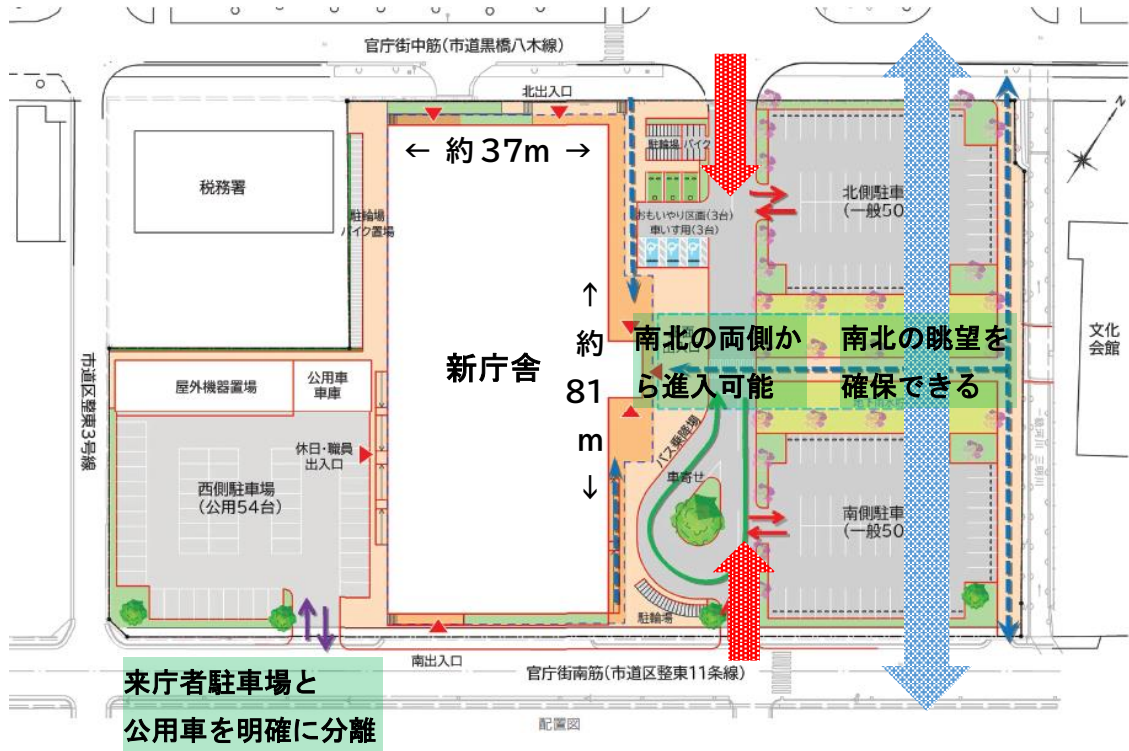 官庁街中筋(市道黒橋八木線)
北出入口
← 約37m →
駐輪場
バイク
税務署
駐輪場
バイク置場
おもいやり区画(3台)
車いす用(3台)
北側駐車
(一般50
文化
会館
市道区整東3号線
新庁舎
↑
約
81
m
↓
出入口
南北の両側か
ら進入可能
南北の眺望を
確保できる
屋外機器置場
公用車
車庫
休日・職員
出入口
西側駐車場
(公用54台)
バス乗降場
車寄せ
南側駐車
(一般50
駐輪場
南出入口
官庁街南筋(市道区整東11条線)
来庁者駐車場と
公用車を明確に分離
配置図
N